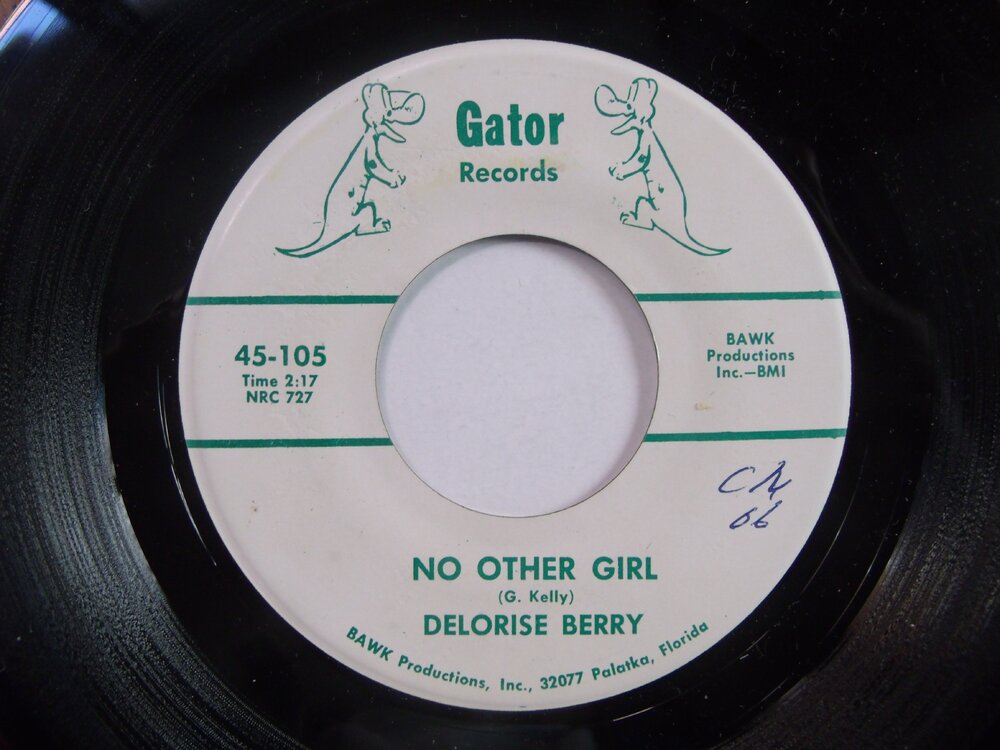 Gator
Records
45-105
Time 2:17
NRC 727
BAWK
Productions
Inc.—BMI
66
NO OTHER GIRL
(G. Kelly)
DELORISE BERRY
BAWK Productions, Inc., 32077 Palatka, Florida